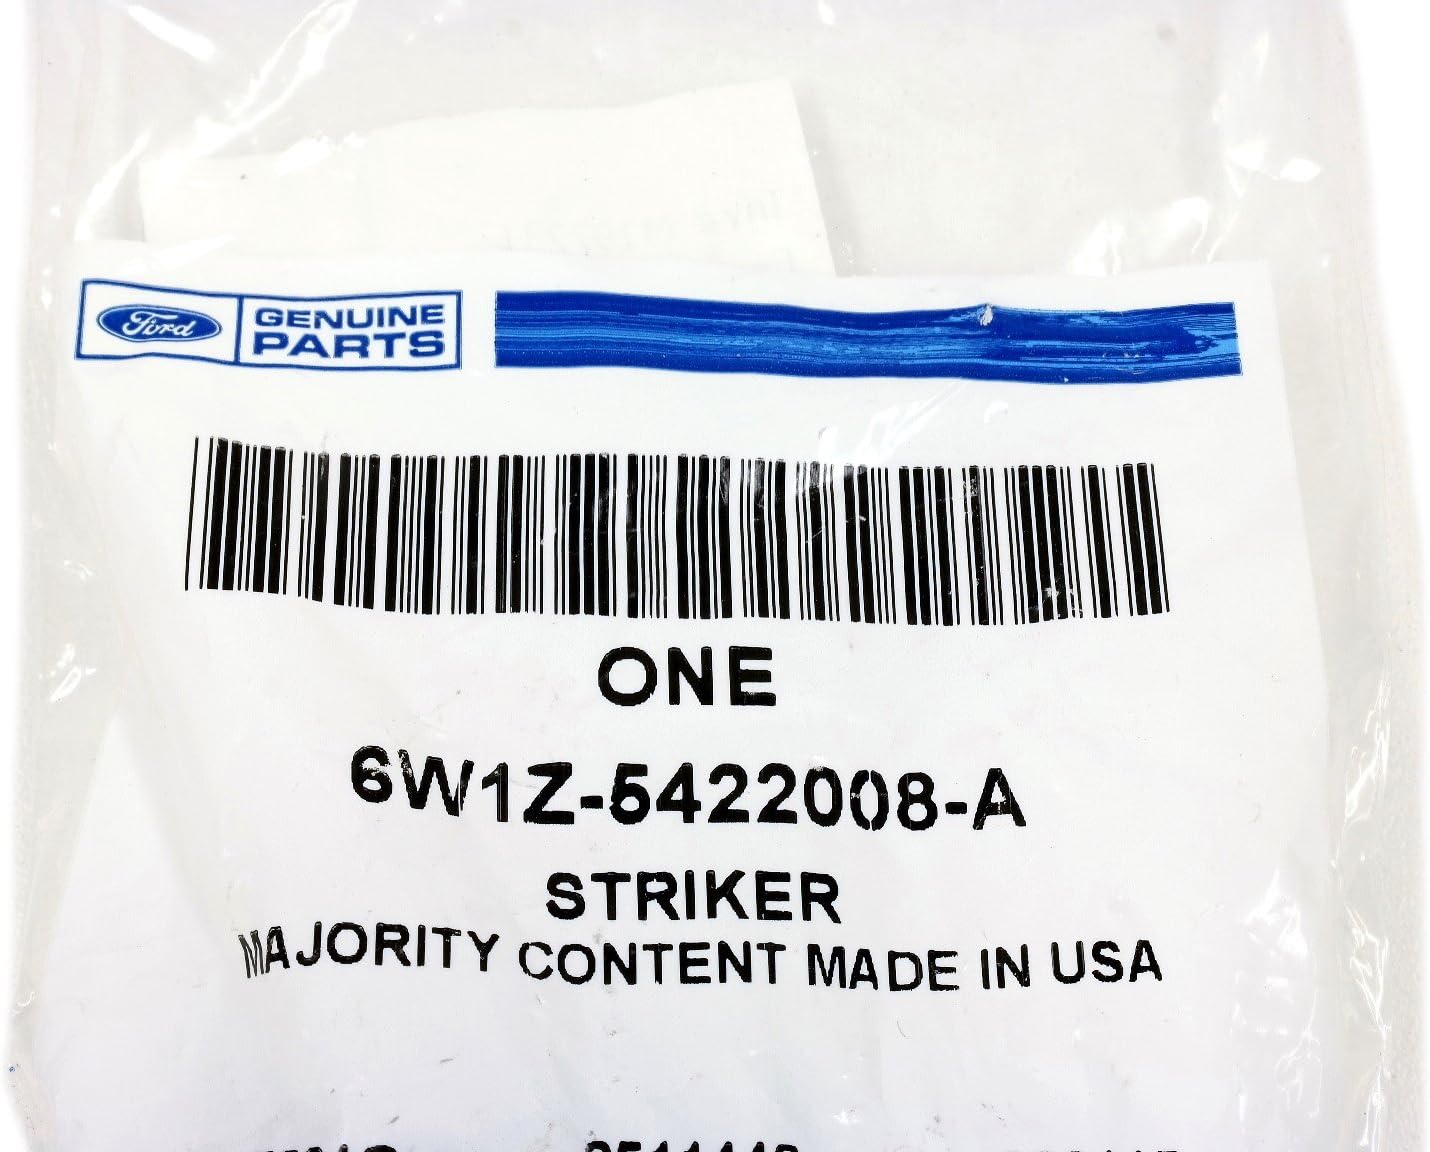 Ford GENUINE
PARTS
ONE
6W1Z-5422008-A
STRIKER
MAJORITY CONTENT MADE IN USA